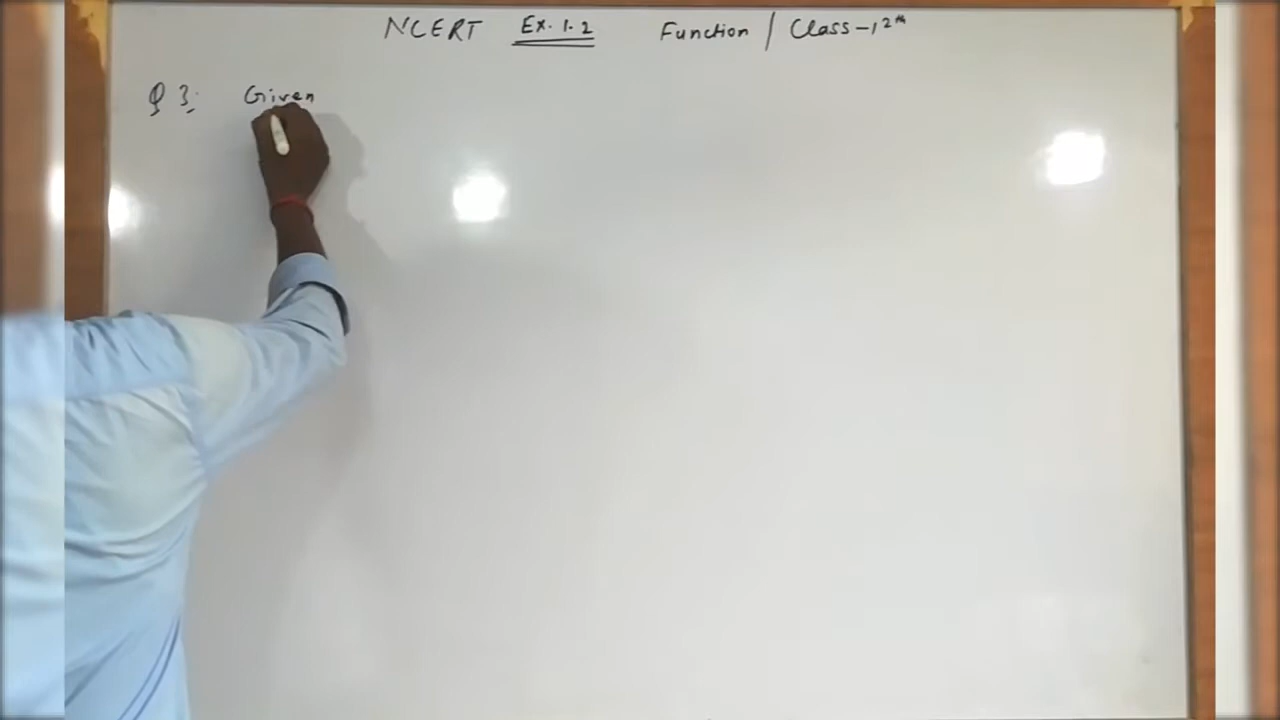 NCERT Ex. 1.2 Function / Class-12th
Q 3: Given